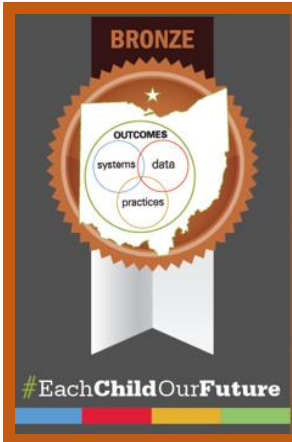 BRONZE
OUTCOMES
systems data
practices
#EachChildOurFuture